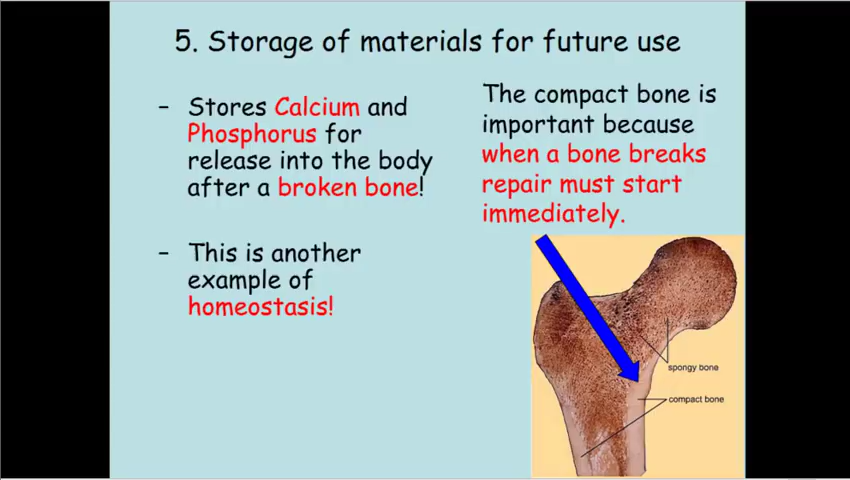 5. Storage of materials for future use
– Stores Calcium and
Phosphorus for
release into the body
after a broken bone!
– This is another
example of
homeostasis!
The compact bone is
important because
when a bone breaks
repair must start
immediately.
spongy bone
compact bone